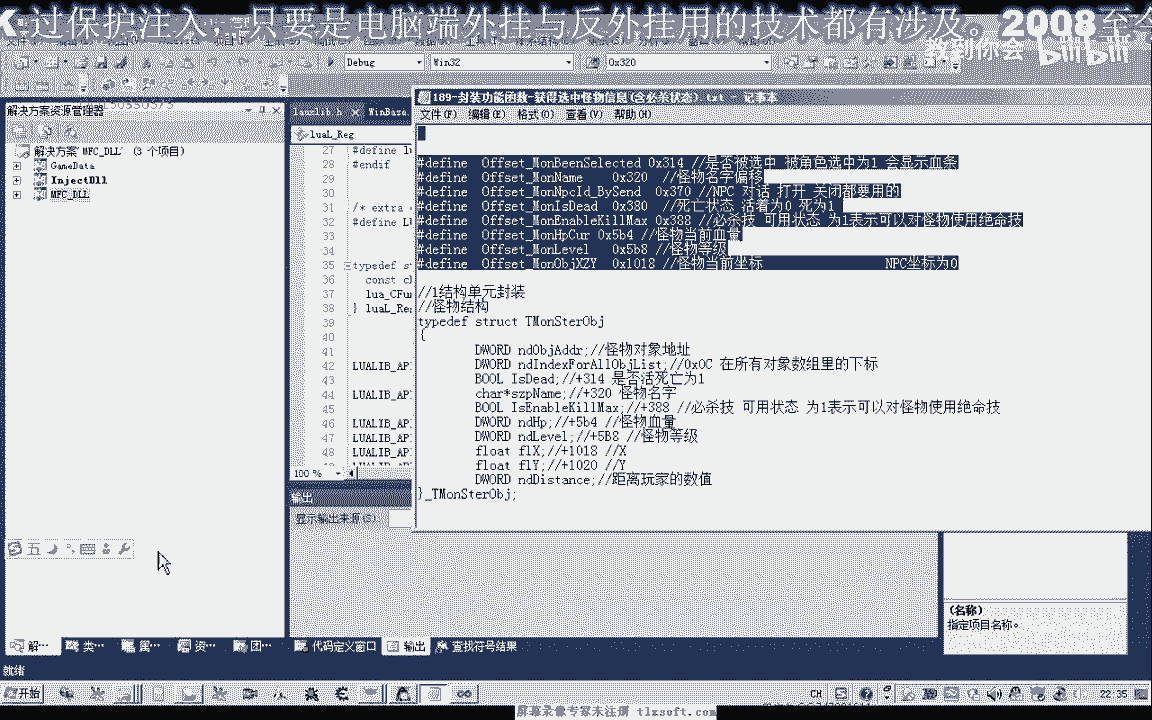 过保护注入，只要是电脑端外挂与反外挂用的技术都有涉及。2008至今
教到你会 bilibili
Debug
Win32
0x320
解决方案资源管理器
解决方案"MFC_DLL" (3 个项目)
GameData
InjectDll
MFC_DLL
lauxlib.h
WinBase.
luaL_Reg
27 #define l
28 #endif
29
30
31 /* extra
32 #define LU
33
34
35 typedef st
36 const c
37 lua_CFu
38 } luaL_Re
39
40
41
42 LUALIB_AP
43
44 LUALIB_AP
45
46 LUALIB_AP
47 LUALIB_AP
48 LUALIB_AP
100 %
输出
显示输出来源(S)
189-封装功能函数-获得选中怪物信息(含必杀状态).txt - 记事本
文件(F) 编辑(E) 格式(O) 查看(V) 帮助(H)
#define Offset_MonBeenSelected 0x314 //是否被选中 被角色选中为1 会显示血条
#define Offset_MonName 0x320 //怪物名字偏移
#define Offset_MonNpcId_BySend 0x370 //NPC 对话 打开 关闭都要用的
#define Offset_MonIsDead 0x380 //死亡状态 活着为0 死为1
#define Offset_MonEnableKillMax 0x388 //必杀技 可用状态 为1表示可以对怪物使用绝命技
#define Offset_MonHpCur 0x5b4 //怪物当前血量
#define Offset_MonLevel 0x5b8 //怪物等级
#define Offset_MonObjXZY 0x1018 //怪物当前坐标 NPC坐标为0
//1结构单元封装
//怪物结构
typedef struct TMonSterObj
{
DWORD ndObjAddr;//怪物对象地址
DWORD ndIndexForAllObjList;//0x0C 在所有对象数组里的下标
BOOL IsDead;//+314 是否活死亡为1
char*szpName;//+320 怪物名字
BOOL IsEnableKillMax;//+388 //必杀技 可用状态 为1表示可以对怪物使用绝命技
DWORD ndHp;//+5b4 //怪物血量
DWORD ndLevel;//+5B8 //怪物等级
float flX;//+1018 //X
float flY;//+1020 //Y
DWORD ndDistance;//距离玩家的数值
}_TMonSterObj;
(名称)
指定项目名称。
解… 类… 属… 资… 团…
代码定义窗口 输出 查找符号结果
就绪
开始
CH
22:35
屏幕录像专家未注册 tlxsoft.com